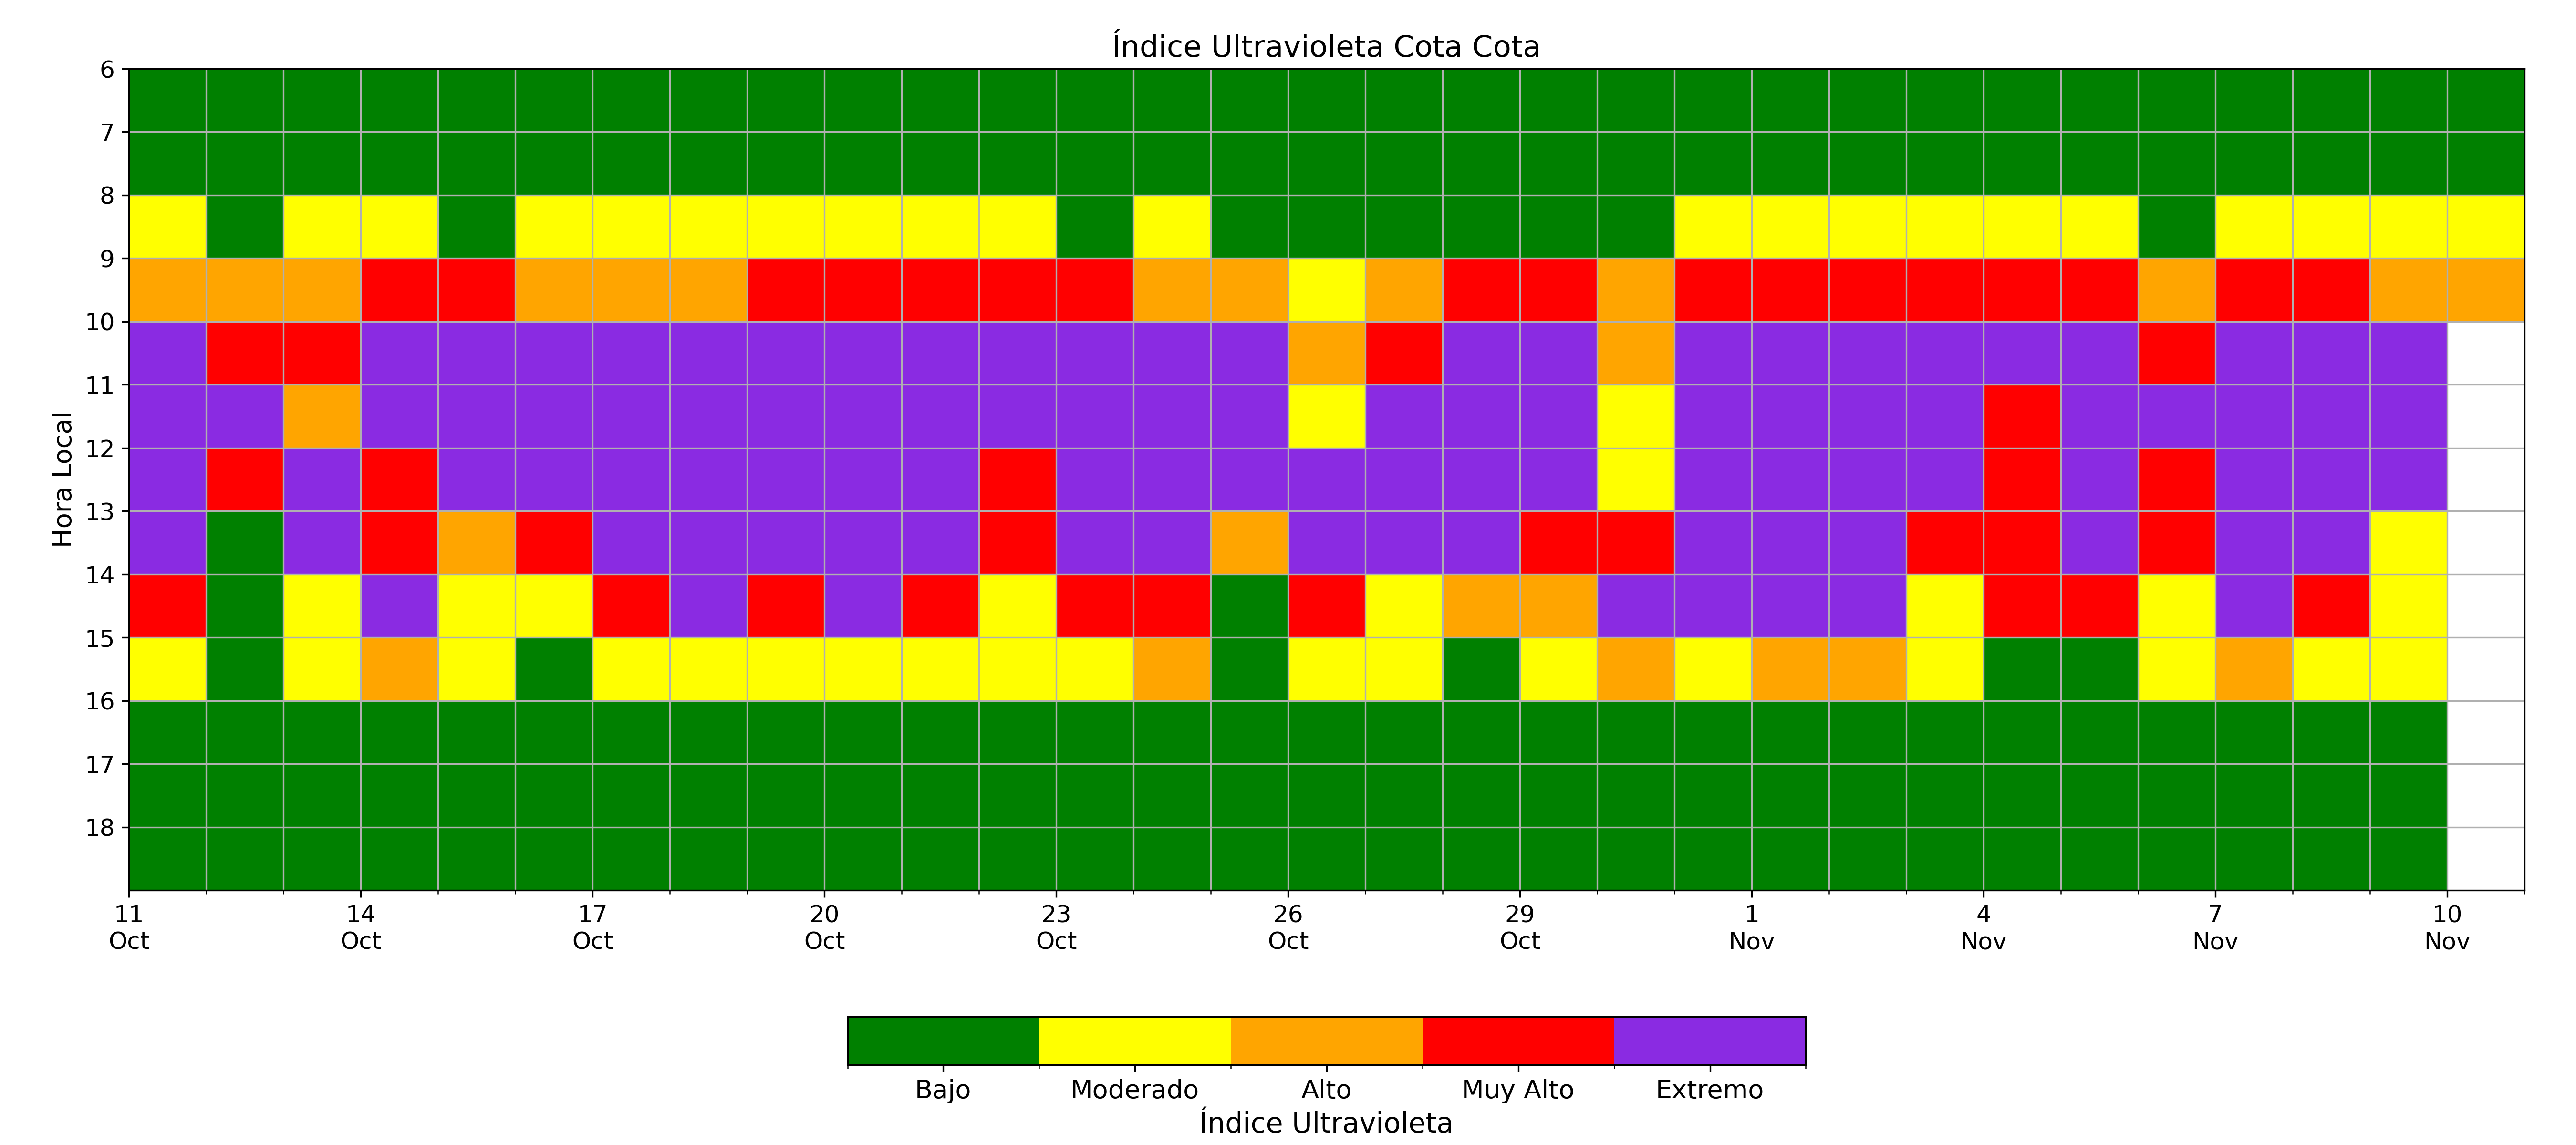 Índice Ultravioleta Cota Cota
Hora Local
6
7
8
9
10
11
12
13
14
15
16
17
18
11 14 17 20 23 26 29 1 4 7 10
Oct Oct Oct Oct Oct Oct Oct Nov Nov Nov Nov
Bajo Moderado Alto Muy Alto Extremo
Índice Ultravioleta